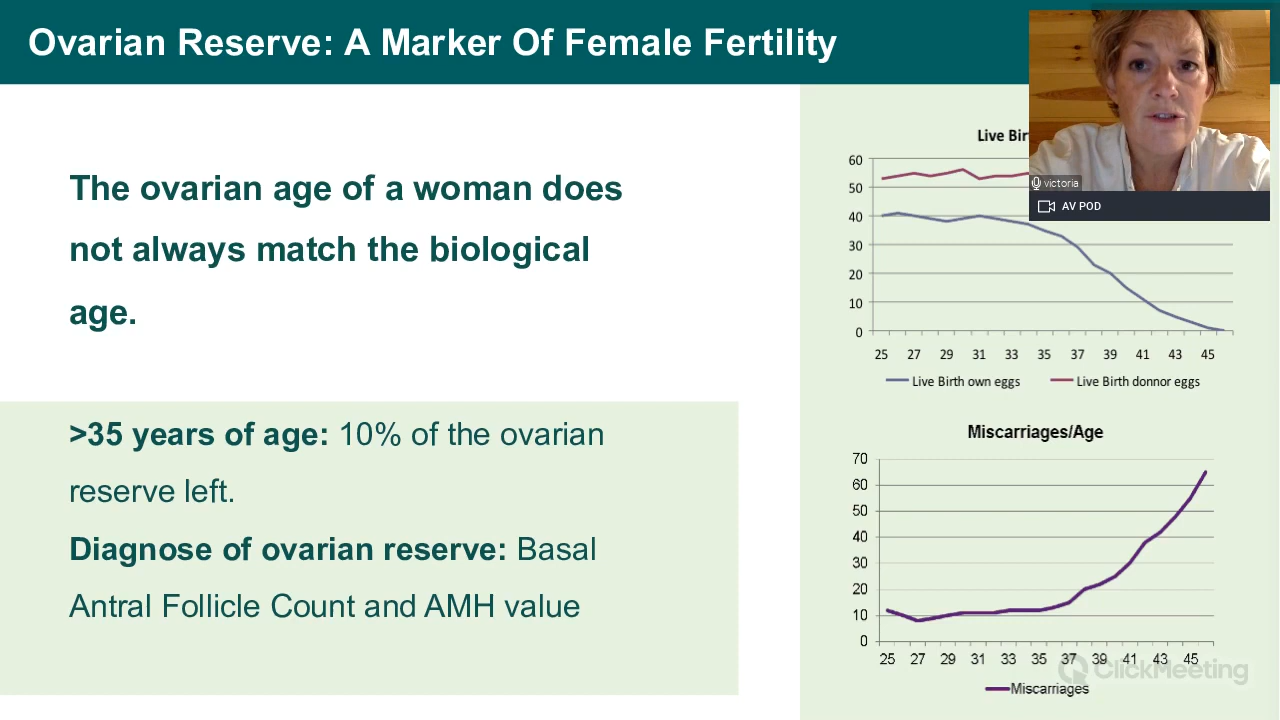 Ovarian Reserve: A Marker Of Female Fertility
The ovarian age of a woman does
not always match the biological
age.
>35 years of age: 10% of the ovarian
reserve left.
Diagnose of ovarian reserve: Basal
Antral Follicle Count and AMH value
victoria
AV POD
Live Bir
60
50
40
30
20
10
0
25 27 29 31 33 35 37 39 41 43 45
Live Birth own eggs Live Birth donnor eggs
Miscarriages/Age
70
60
50
40
30
20
10
0
25 27 29 31 33 35 37 39 41 43 45
ClickMeeting
Miscarriages